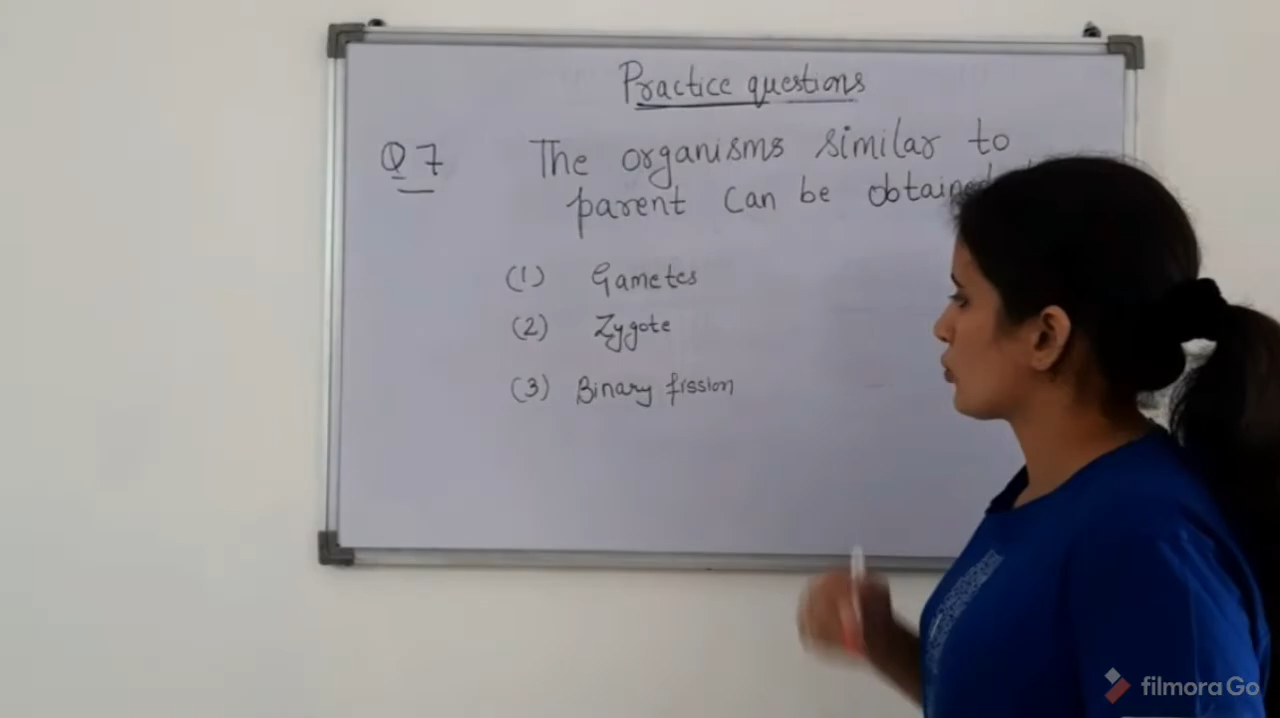 Practice questions
Q7 The organisms similar to
parent can be obtained
(1) Gametes
(2) Zygote
(3) Binary fission
filmoraGo